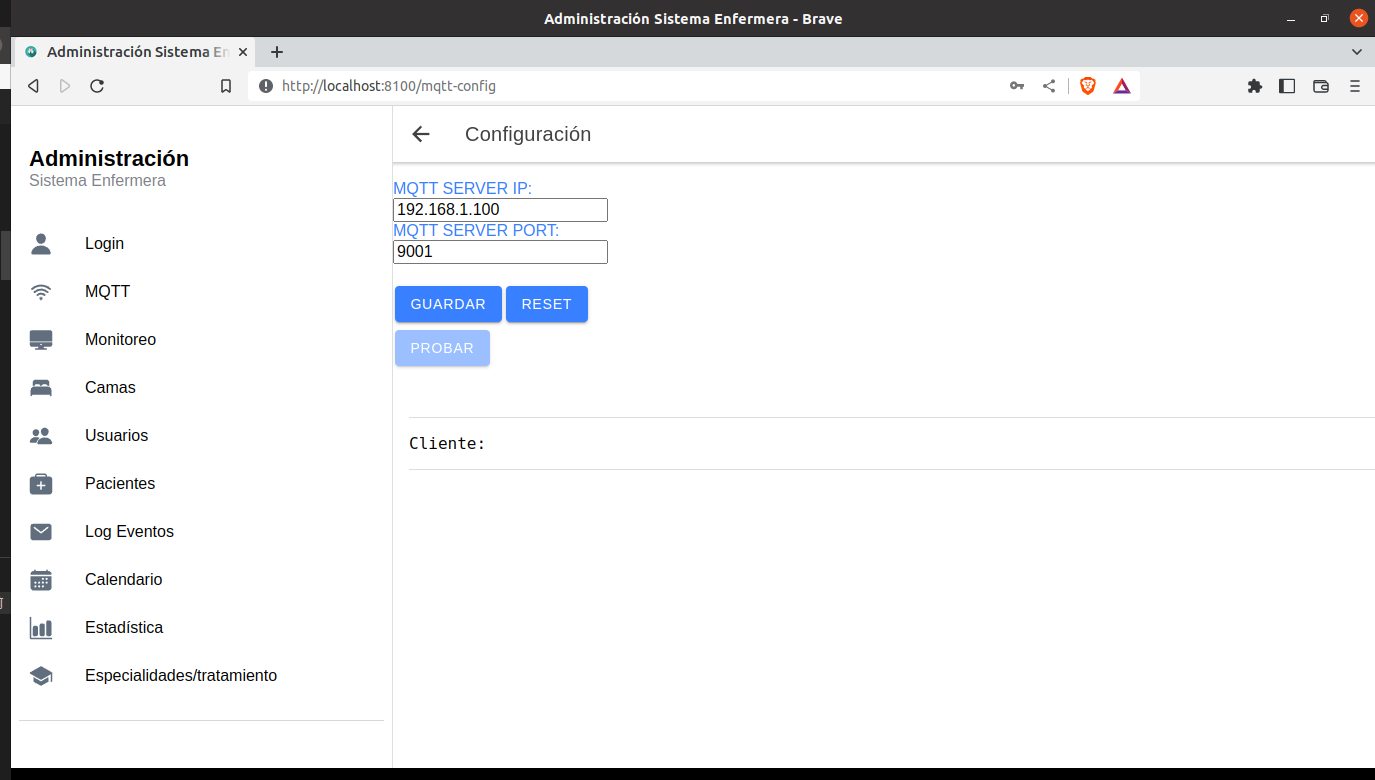 Administración Sistema Enfermera - Brave
Administración Sistema En
http://localhost:8100/mqtt-config
Administración
Sistema Enfermera
Login
MQTT
Monitoreo
Camas
Usuarios
Pacientes
Log Eventos
Calendario
Estadística
Especialidades/tratamiento
Configuración
MQTT SERVER IP:
192.168.1.100
MQTT SERVER PORT:
9001
GUARDAR RESET
PROBAR
Cliente: